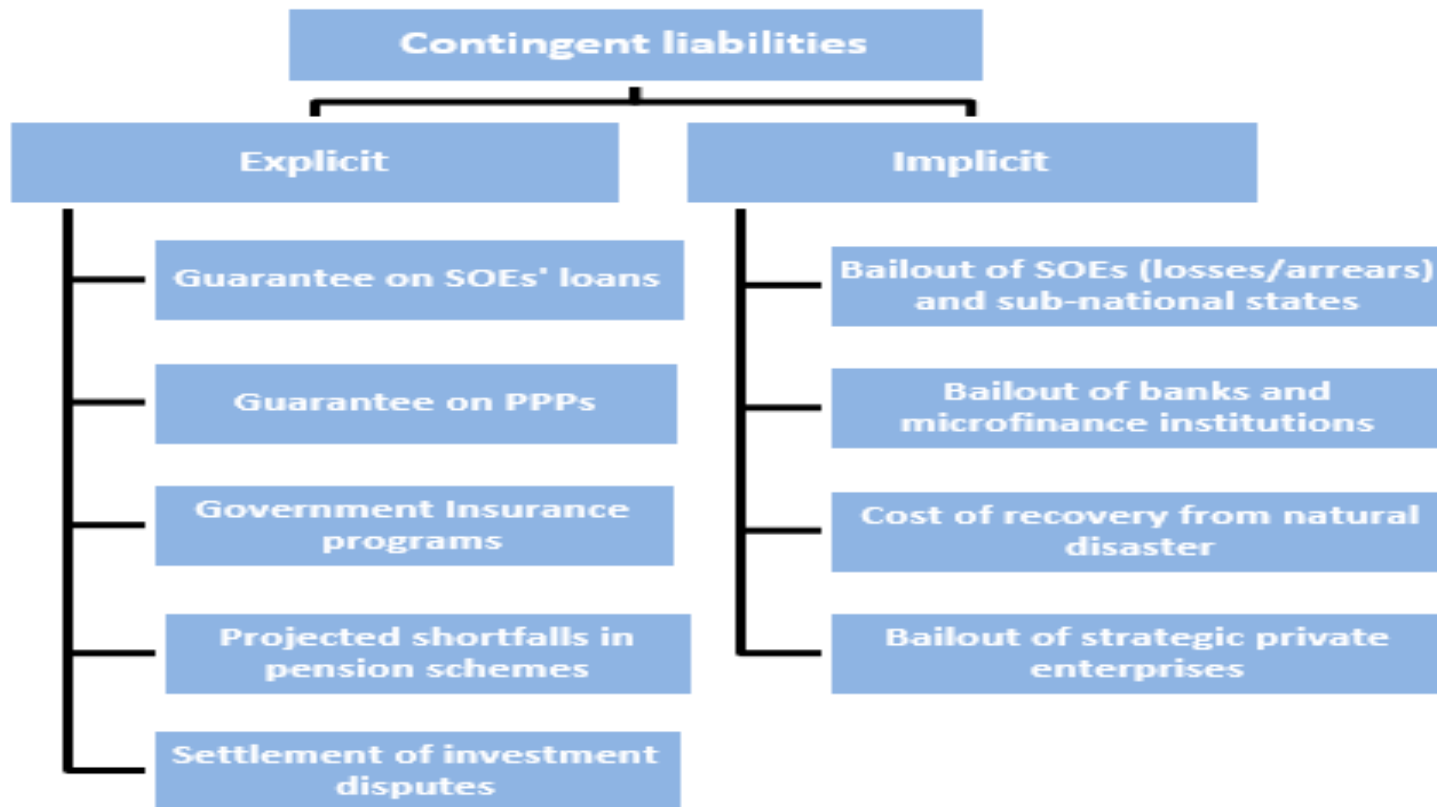 Contingent liabilities
Explicit
Implicit
Guarantee on SOEs' loans
Guarantee on PPPs
Government Insurance
programs
Projected shortfalls in
pension schemes
Settlement of investment
disputes
Bailout of SOEs (losses/arrears)
and sub-national states
Bailout of banks and
microfinance institutions
Cost of recovery from natural
disaster
Bailout of strategic private
enterprises